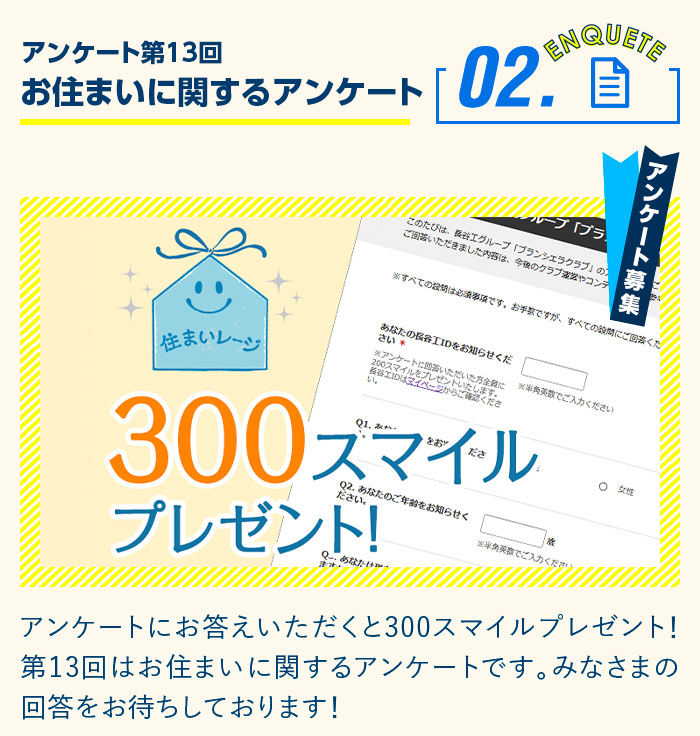 アンケート第13回
お住まいに関するアンケート
02.
ENQUETE
アンケート募集
グループ「ブラン
このたびは、長谷工グループ「ブランシエラクラブ」の
ご回答いただきました内容は、今後のクラブ運営やコンテ
※すべての設問は必須事項です。お手数ですが、すべての設問にご回答くだ
あなたの長谷工IDをお知らせくだ
さい *
※アンケートに回答いただいた方全員に
200スマイルをプレゼントいたします。
長谷工IDはマイページからご確認くださ
い。
※半角英数でご入力ください
住まいレージ
300スマイル
プレゼント!
Q1. あな
をお
ださ
女性
Q2. あなたのご年齢をお知らせく
ださい。
歳
※半角英数でご入力ください
アンケートにお答えいただくと300スマイルプレゼント!
第13回はお住まいに関するアンケートです。みなさまの
回答をお待ちしております!